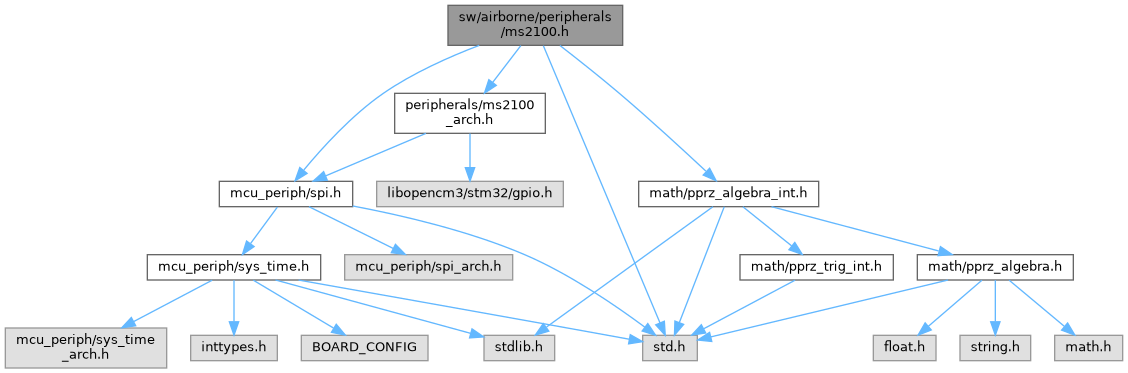 sw/airborne/peripherals
/ms2100.h
peripherals/ms2100
_arch.h
mcu_periph/spi.h
libopencm3/stm32/gpio.h
math/pprz_algebra_int.h
mcu_periph/sys_time.h
mcu_periph/spi_arch.h
math/pprz_trig_int.h
math/pprz_algebra.h
mcu_periph/sys_time
_arch.h
inttypes.h
BOARD_CONFIG
stdlib.h
std.h
float.h
string.h
math.h